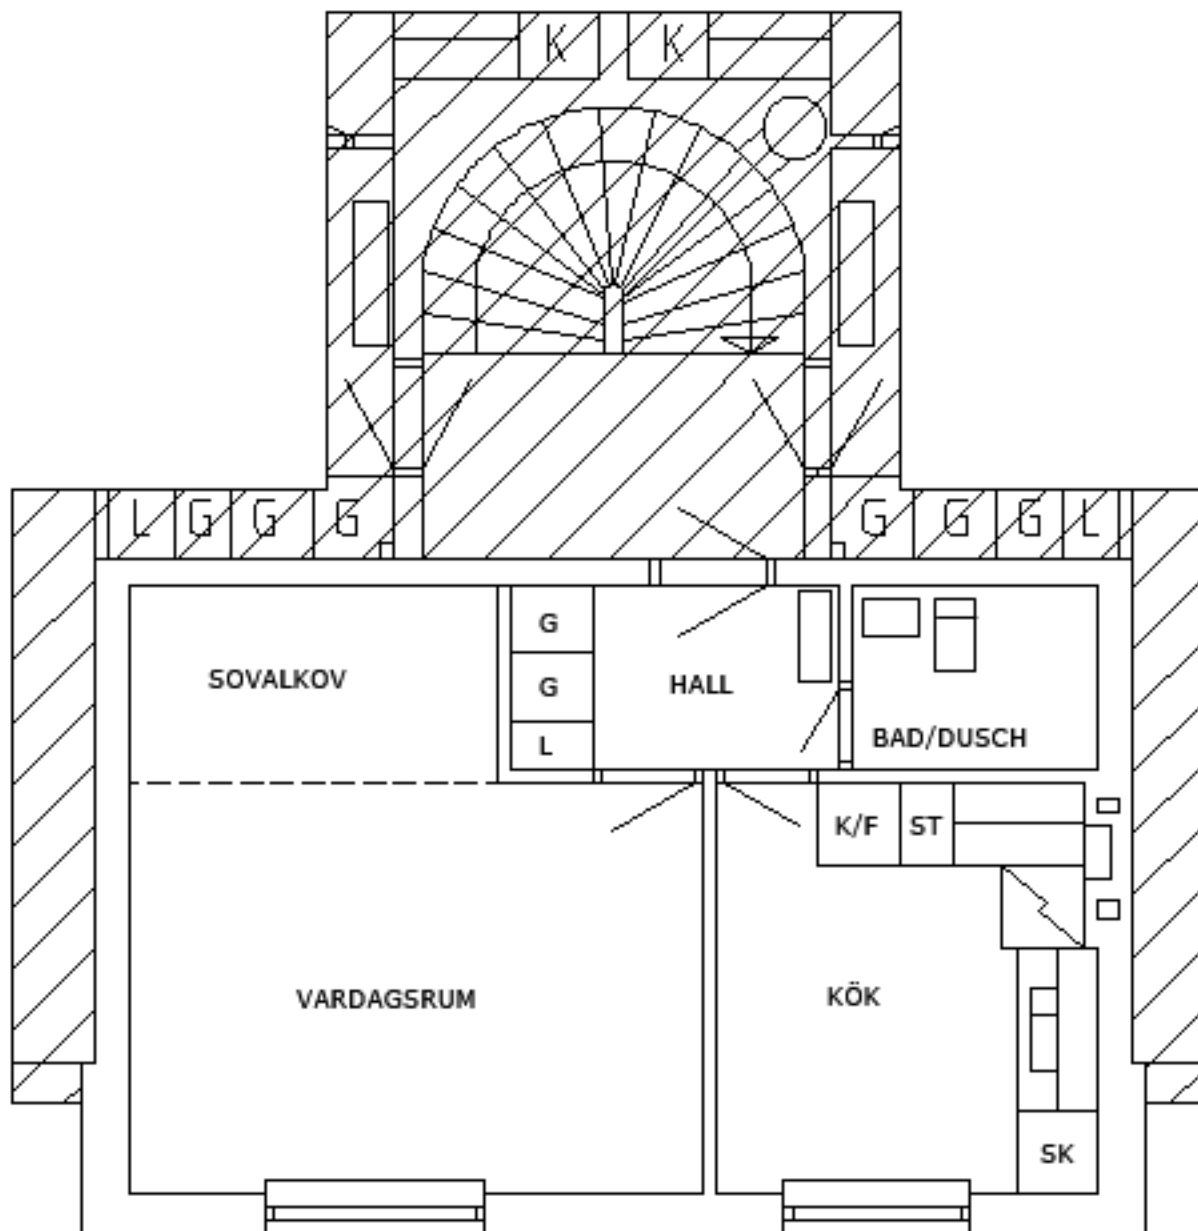 K K
L G G G G G G L
G
SOVALKOV G HALL
L BAD/DUSCH
K/F ST
VARDAGSRUM KÖK
SK